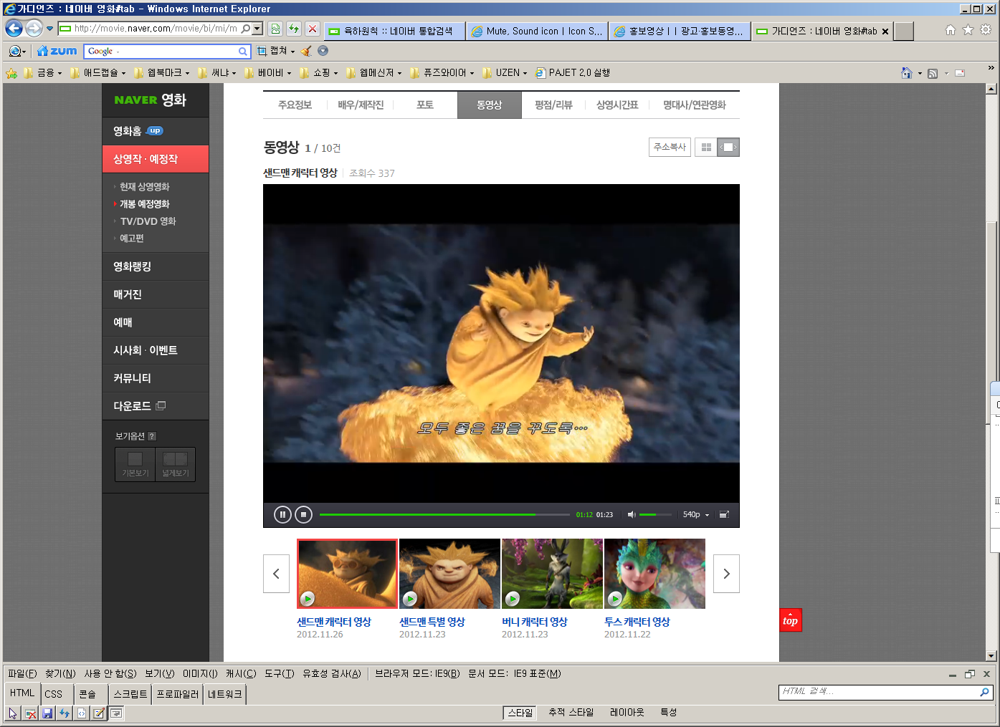 가디언즈 : 네이버 영화#tab - Windows Internet Explorer
http://movie.naver.com/movie/bi/mi/m
육하원칙 :: 네이버 통합검색
Mute, Sound icon | Icon S...
홍보영상 | | 광고·홍보동영...
가디언즈 : 네이버 영화#tab
zum
Google
캡쳐
금융
애드캡슐
웹북마크
써냐
베이비
쇼핑
웹메신저
퓨즈와이어
UZEN
PAJET 2,0 실행
NAVER 영화
영화홈 up
상영작 · 예정작
현재 상영영화
개봉 예정영화
TV/DVD 영화
예고편
영화랭킹
매거진
예매
시사회 · 이벤트
커뮤니티
다운로드
보기옵션 ?
기본보기
넓게보기
주요정보
배우/제작진
포토
동영상
평점/리뷰
상영시간표
명대사/연관영화
동영상 1 / 10건
주소복사
샌드맨 캐릭터 영상 조회수 337
모두 좋은 꿈을 꾸도록…
01:12 01:23
540p
샌드맨 캐릭터 영상
2012.11.26
샌드맨 특별 영상
2012.11.23
버니 캐릭터 영상
2012.11.23
투스 캐릭터 영상
2012.11.22
top
파일(F) 찾기(N) 사용 안 함(S) 보기(V) 이미지(I) 캐시(C) 도구(T) 유효성 검사(A) 브라우저 모드: IE9(B) 문서 모드: IE9 표준(M)
HTML CSS 콘솔 스크립트 프로파일러 네트워크
HTML 검색...
스타일 추적 스타일 레이아웃 특성